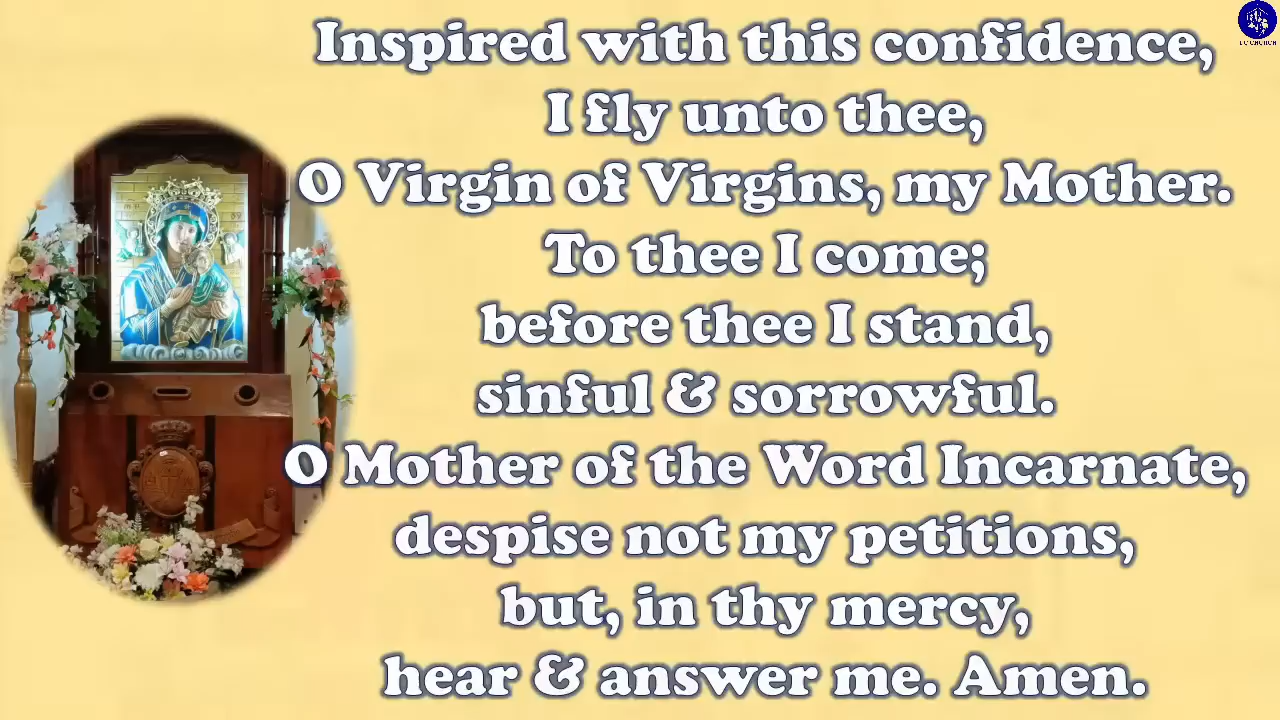 Inspired with this confidence,
I fly unto thee,
O Virgin of Virgins, my Mother.
To thee I come;
before thee I stand,
sinful & sorrowful.
O Mother of the Word Incarnate,
despise not my petitions,
but, in thy mercy,
hear & answer me. Amen.